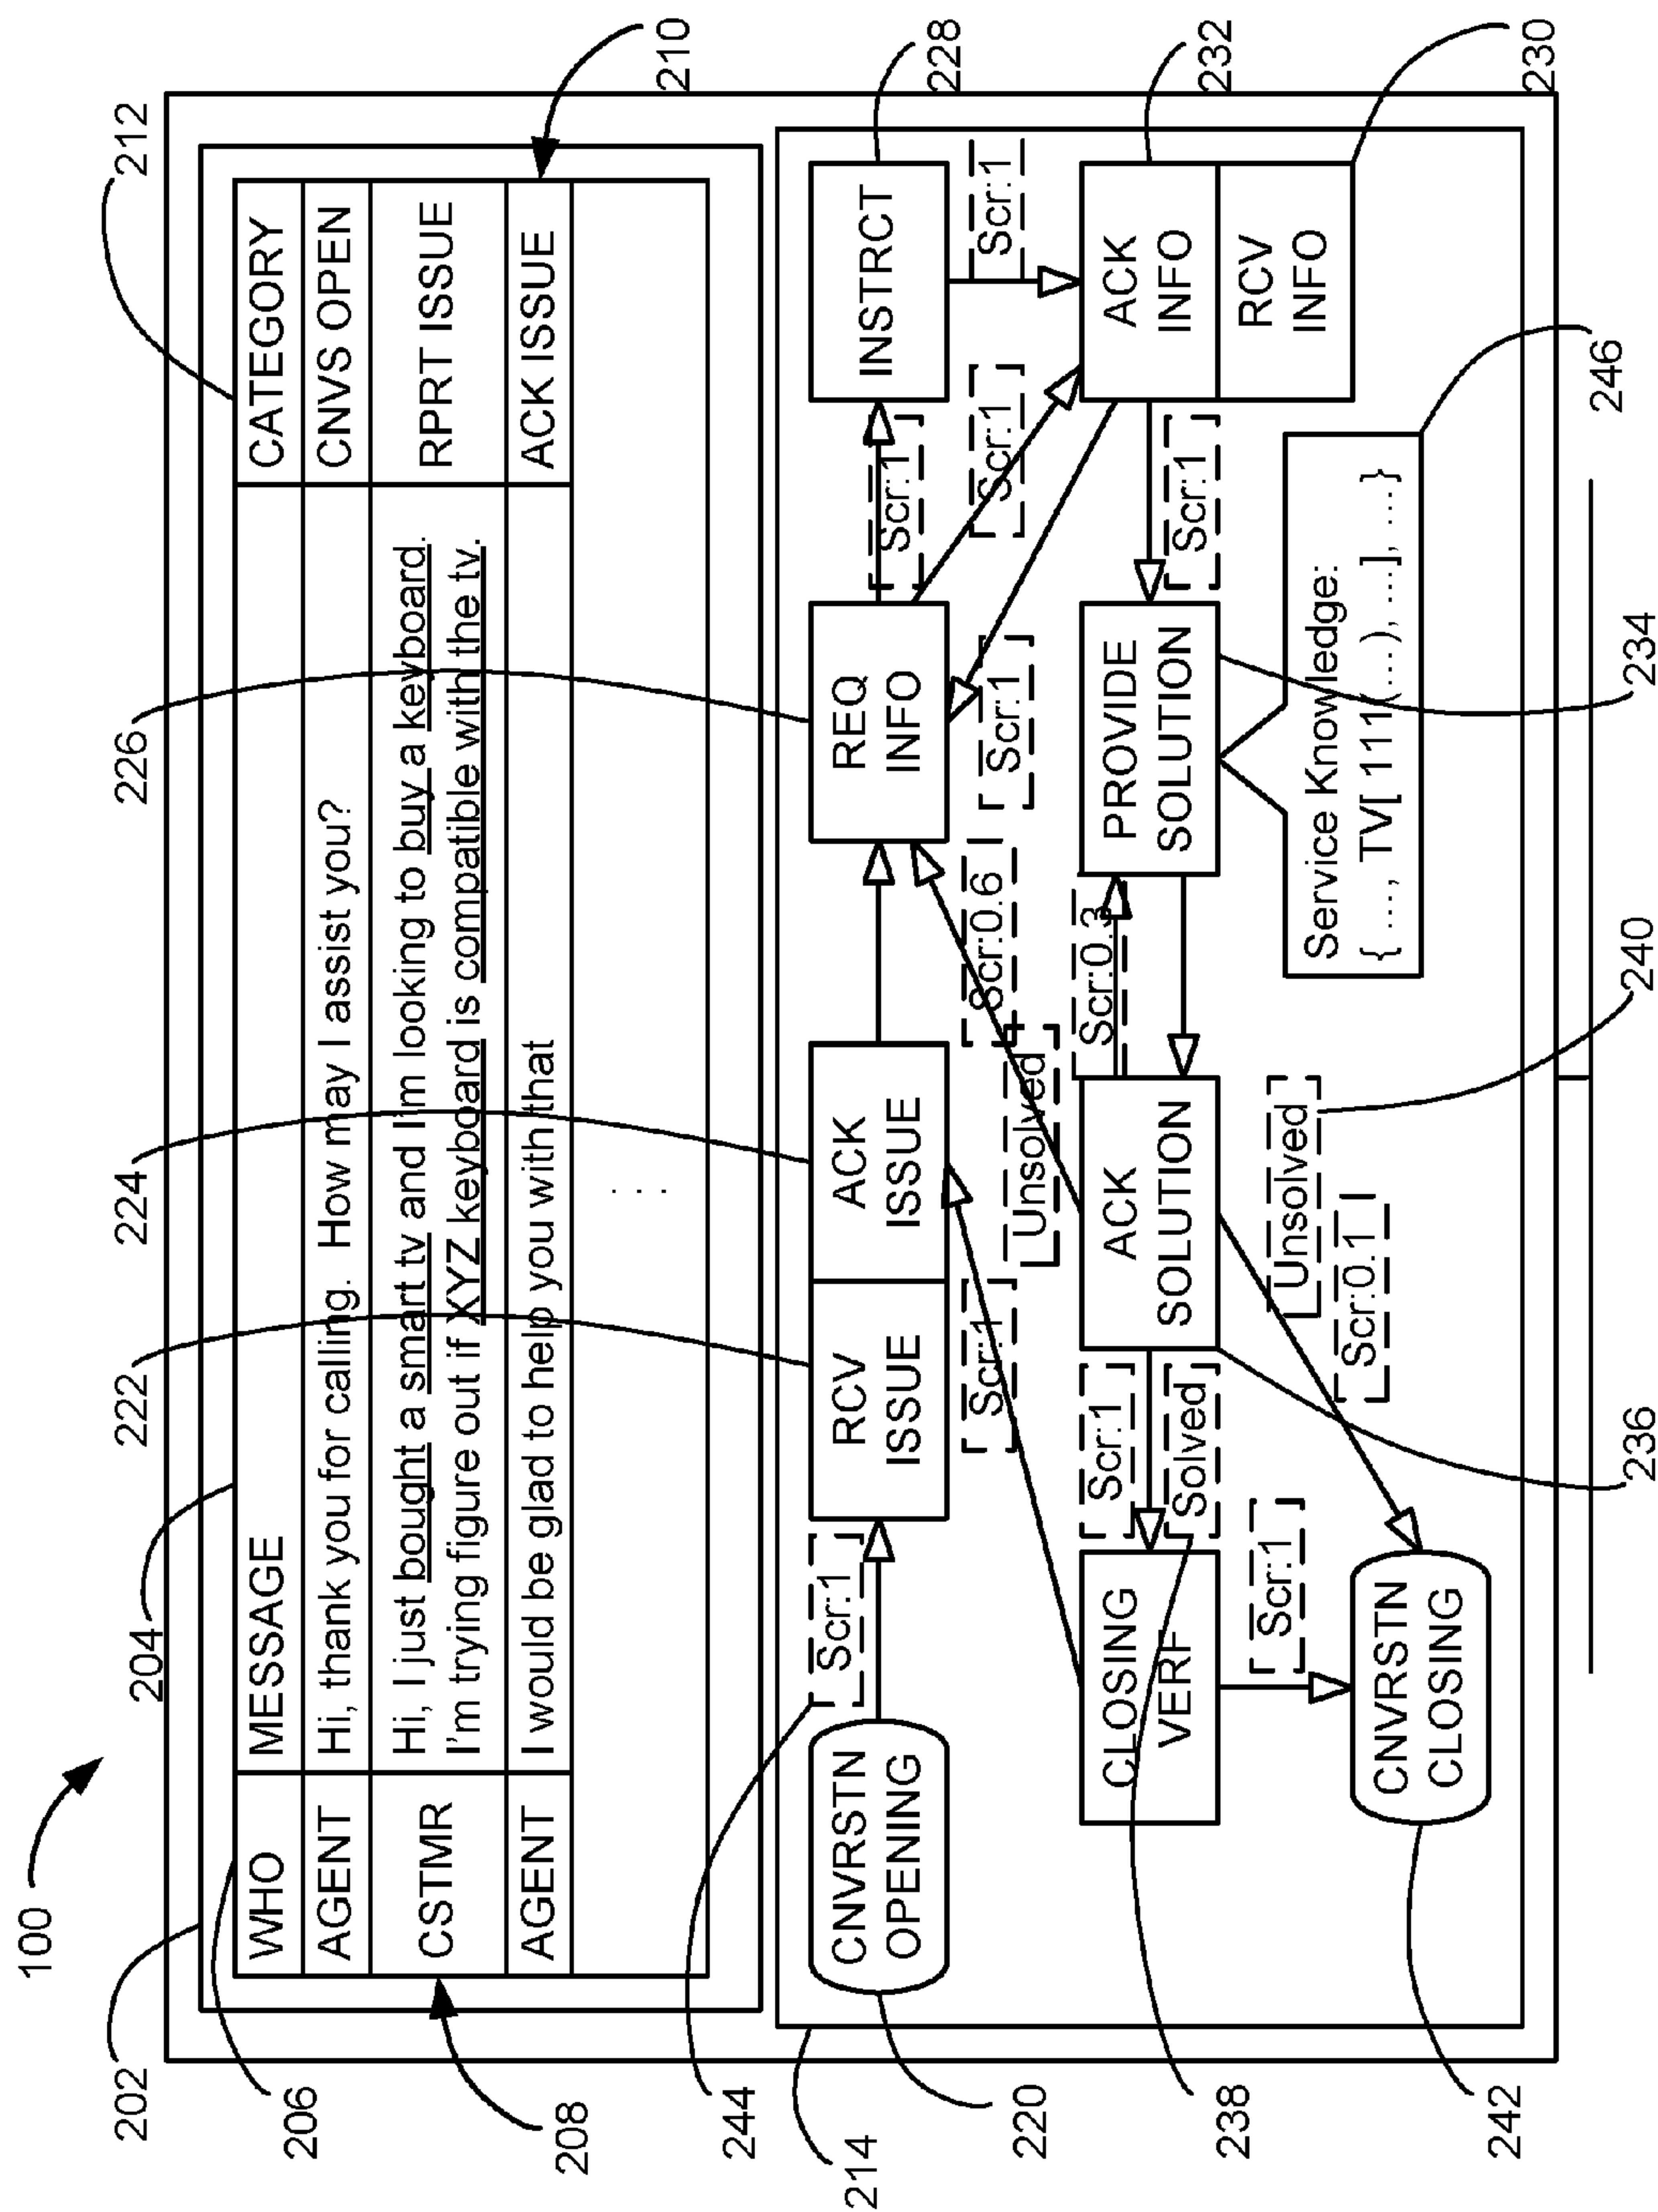 100
202
204
222
224
226
212
206
WHO MESSAGE CATEGORY
AGENT Hi, thank you for calling. How may I assist you? CNVS OPEN
CSTMR Hi, I just bought a smart tv and I'm looking to buy a keyboard. RPRT ISSUE
I'm trying figure out if XYZ keyboard is compatible with the tv.
AGENT I would be glad to help you with that ACK ISSUE
...
208
210
244
214
220
228
CNVRSTN
OPENING
Scr:1
RCV
ISSUE
ACK
ISSUE
REQ
INFO
Scr:1
INSTRCT
Scr:1
Scr:0.6
Scr:1
Scr:1
Scr:1
Unsolved
232
238
CLOSING
VERF
Scr:1
Solved
ACK
SOLUTION
Scr:0.3
PROVIDE
SOLUTION
Scr:1
ACK
INFO
RCV
INFO
230
Scr:1
Unsolved
Scr:0.1
CNVRSTN
CLOSING
Service Knowledge:
{ ...., TV[ 111 (...), ...], ...}
242
236
240
234
246